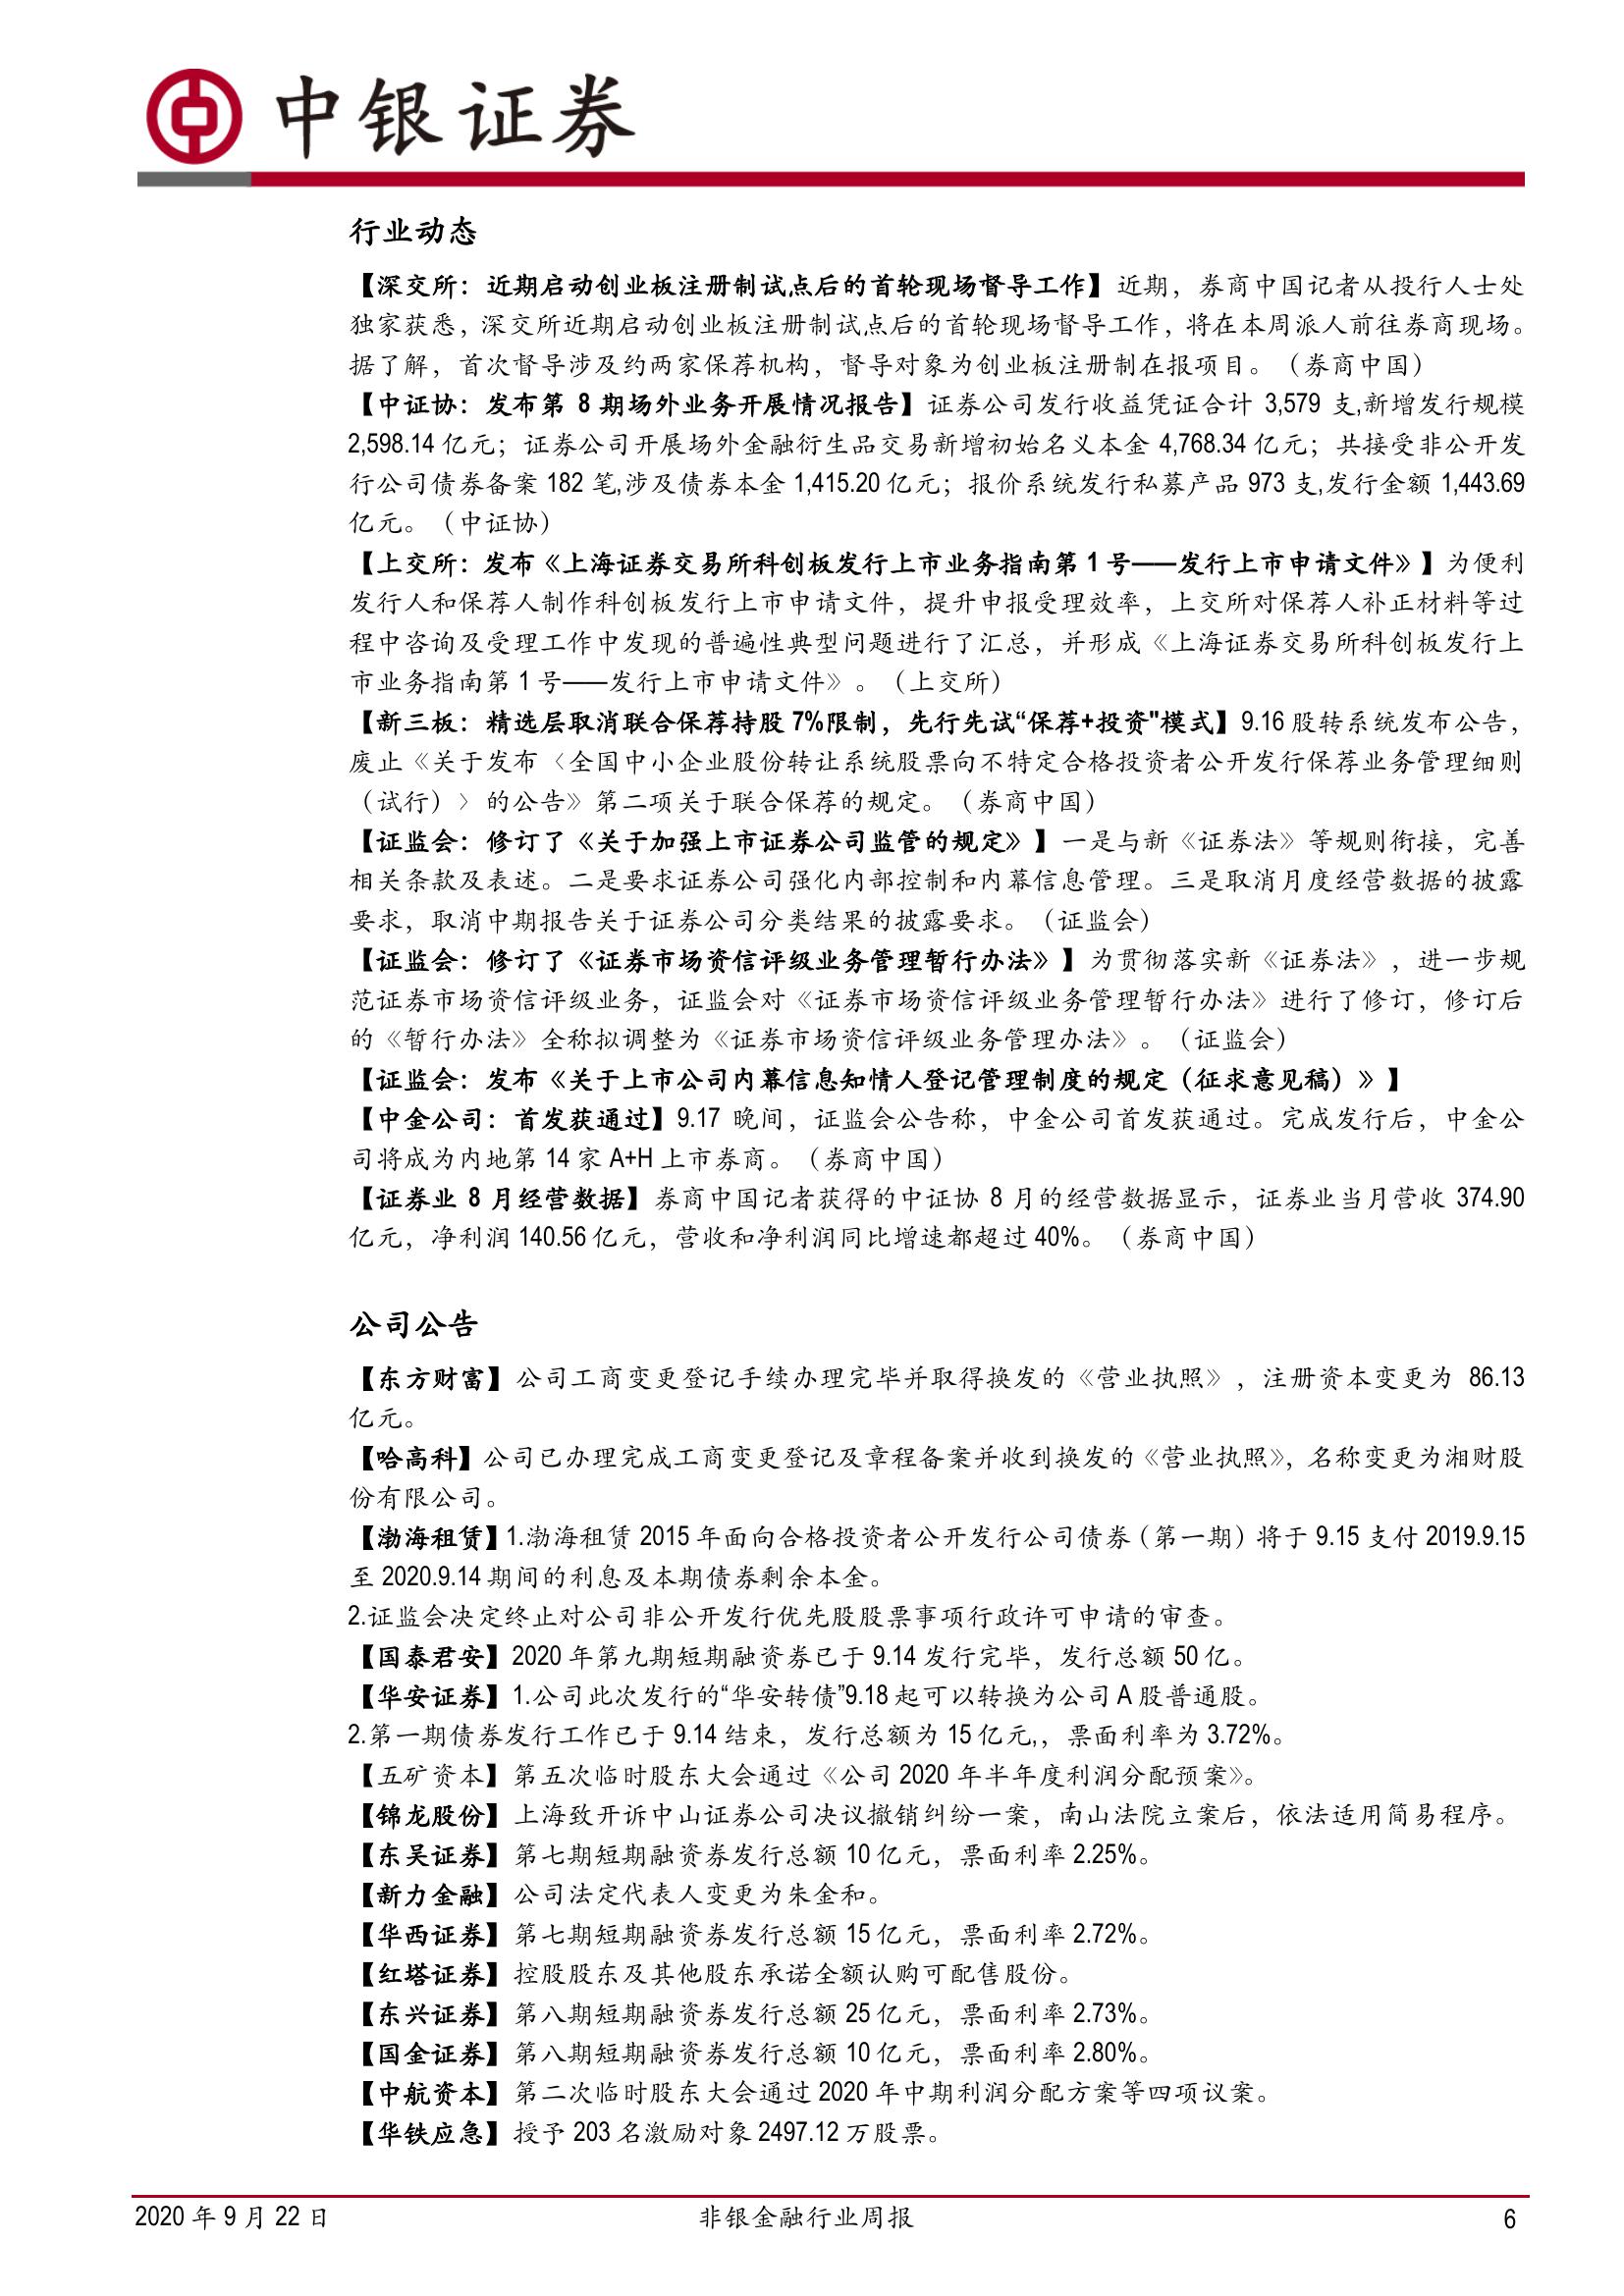 中银证券
行业动态
【深交所：近期启动创业板注册制试点后的首轮现场督导工作】近期，券商中国记者从投行人士处
独家获悉，深交所近期启动创业板注册制试点后的首轮现场督导工作，将在本周派人前往券商现场。
据了解，首次督导涉及约两家保荐机构，督导对象为创业板注册制在报项目。（券商中国）
【中证协：发布第 8 期场外业务开展情况报告】证券公司发行收益凭证合计 3,579 支,新增发行规模
2,598.14 亿元；证券公司开展场外金融衍生品交易新增初始名义本金 4,768.34 亿元；共接受非公开发
行公司债券备案 182 笔,涉及债券本金 1,415.20 亿元；报价系统发行私募产品 973 支,发行金额 1,443.69
亿元。（中证协）
【上交所：发布《上海证券交易所科创板发行上市业务指南第 1 号——发行上市申请文件》】为便利
发行人和保荐人制作科创板发行上市申请文件，提升申报受理效率，上交所对保荐人补正材料等过
程中咨询及受理工作中发现的普遍性典型问题进行了汇总，并形成《上海证券交易所科创板发行上
市业务指南第 1 号——发行上市申请文件》。（上交所）
【新三板：精选层取消联合保荐持股 7%限制，先行先试“保荐+投资"模式】9.16 股转系统发布公告，
废止《关于发布〈全国中小企业股份转让系统股票向不特定合格投资者公开发行保荐业务管理细则
（试行）〉的公告》第二项关于联合保荐的规定。（券商中国）
【证监会：修订了《关于加强上市证券公司监管的规定》】一是与新《证券法》等规则衔接，完善
相关条款及表述。二是要求证券公司强化内部控制和内幕信息管理。三是取消月度经营数据的披露
要求，取消中期报告关于证券公司分类结果的披露要求。（证监会）
【证监会：修订了《证券市场资信评级业务管理暂行办法》】为贯彻落实新《证券法》，进一步规
范证券市场资信评级业务，证监会对《证券市场资信评级业务管理暂行办法》进行了修订，修订后
的《暂行办法》全称拟调整为《证券市场资信评级业务管理办法》。（证监会）
【证监会：发布《关于上市公司内幕信息知情人登记管理制度的规定（征求意见稿）》】
【中金公司：首发获通过】9.17 晚间，证监会公告称，中金公司首发获通过。完成发行后，中金公
司将成为内地第 14 家 A+H 上市券商。（券商中国）
【证券业 8 月经营数据】券商中国记者获得的中证协 8 月的经营数据显示，证券业当月营收 374.90
亿元，净利润 140.56 亿元，营收和净利润同比增速都超过 40%。（券商中国）
公司公告
【东方财富】公司工商变更登记手续办理完毕并取得换发的《营业执照》，注册资本变更为 86.13
亿元。
【哈高科】公司已办理完成工商变更登记及章程备案并收到换发的《营业执照》，名称变更为湘财股
份有限公司。
【渤海租赁】1.渤海租赁 2015 年面向合格投资者公开发行公司债券（第一期）将于 9.15 支付 2019.9.15
至 2020.9.14 期间的利息及本期债券剩余本金。
2.证监会决定终止对公司非公开发行优先股股票事项行政许可申请的审查。
【国泰君安】2020 年第九期短期融资券已于 9.14 发行完毕，发行总额 50 亿。
【华安证券】1.公司此次发行的“华安转债”9.18 起可以转换为公司 A 股普通股。
2.第一期债券发行工作已于 9.14 结束，发行总额为 15 亿元,，票面利率为 3.72%。
【五矿资本】第五次临时股东大会通过《公司 2020 年半年度利润分配预案》。
【锦龙股份】上海致开诉中山证券公司决议撤销纠纷一案，南山法院立案后，依法适用简易程序。
【东吴证券】第七期短期融资券发行总额 10 亿元，票面利率 2.25%。
【新力金融】公司法定代表人变更为朱金和。
【华西证券】第七期短期融资券发行总额 15 亿元，票面利率 2.72%。
【红塔证券】控股股东及其他股东承诺全额认购可配售股份。
【东兴证券】第八期短期融资券发行总额 25 亿元，票面利率 2.73%。
【国金证券】第八期短期融资券发行总额 10 亿元，票面利率 2.80%。
【中航资本】第二次临时股东大会通过 2020 年中期利润分配方案等四项议案。
【华铁应急】授予 203 名激励对象 2497.12 万股票。
2020 年 9 月 22 日 非银金融行业周报 6